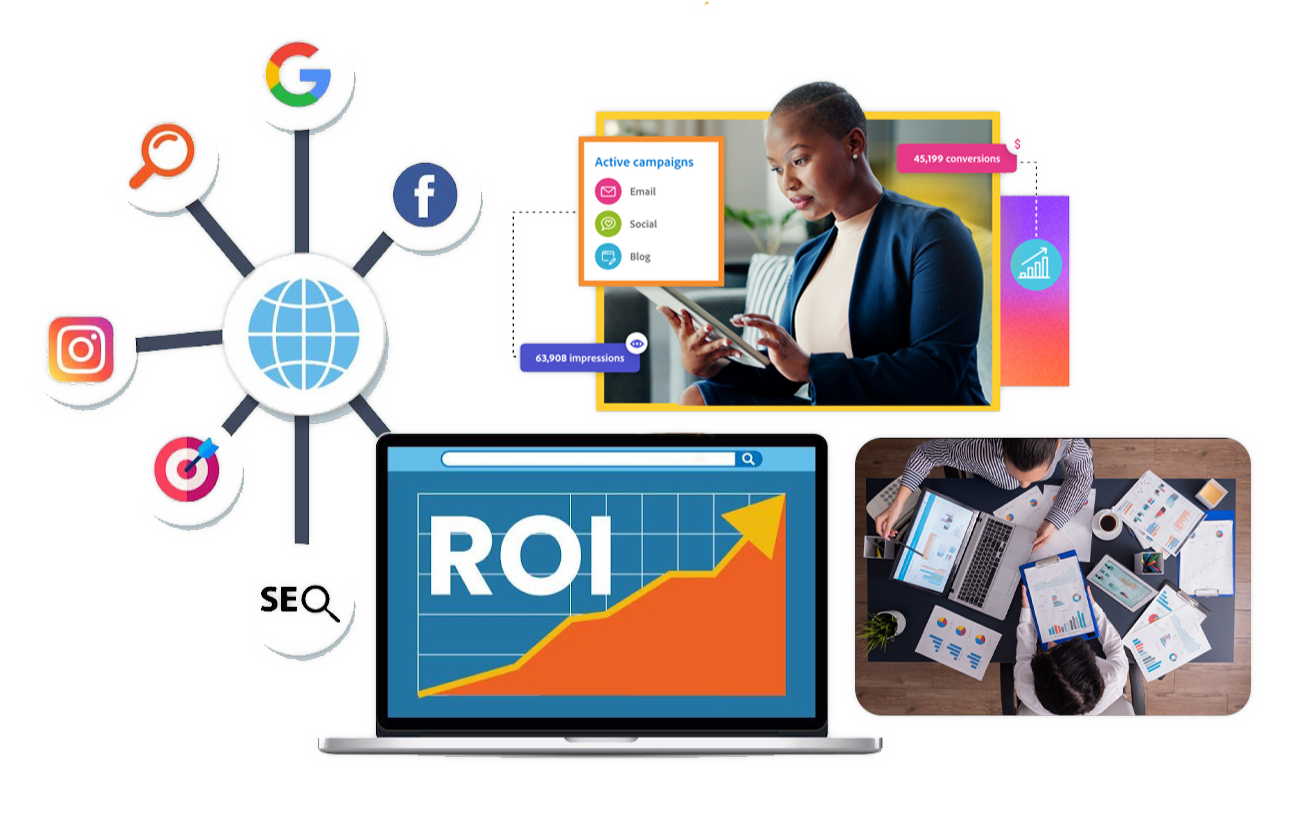 Active campaigns
Email
Social
Blog
45,199 conversions
$
63,908 impressions
ROI
SEO